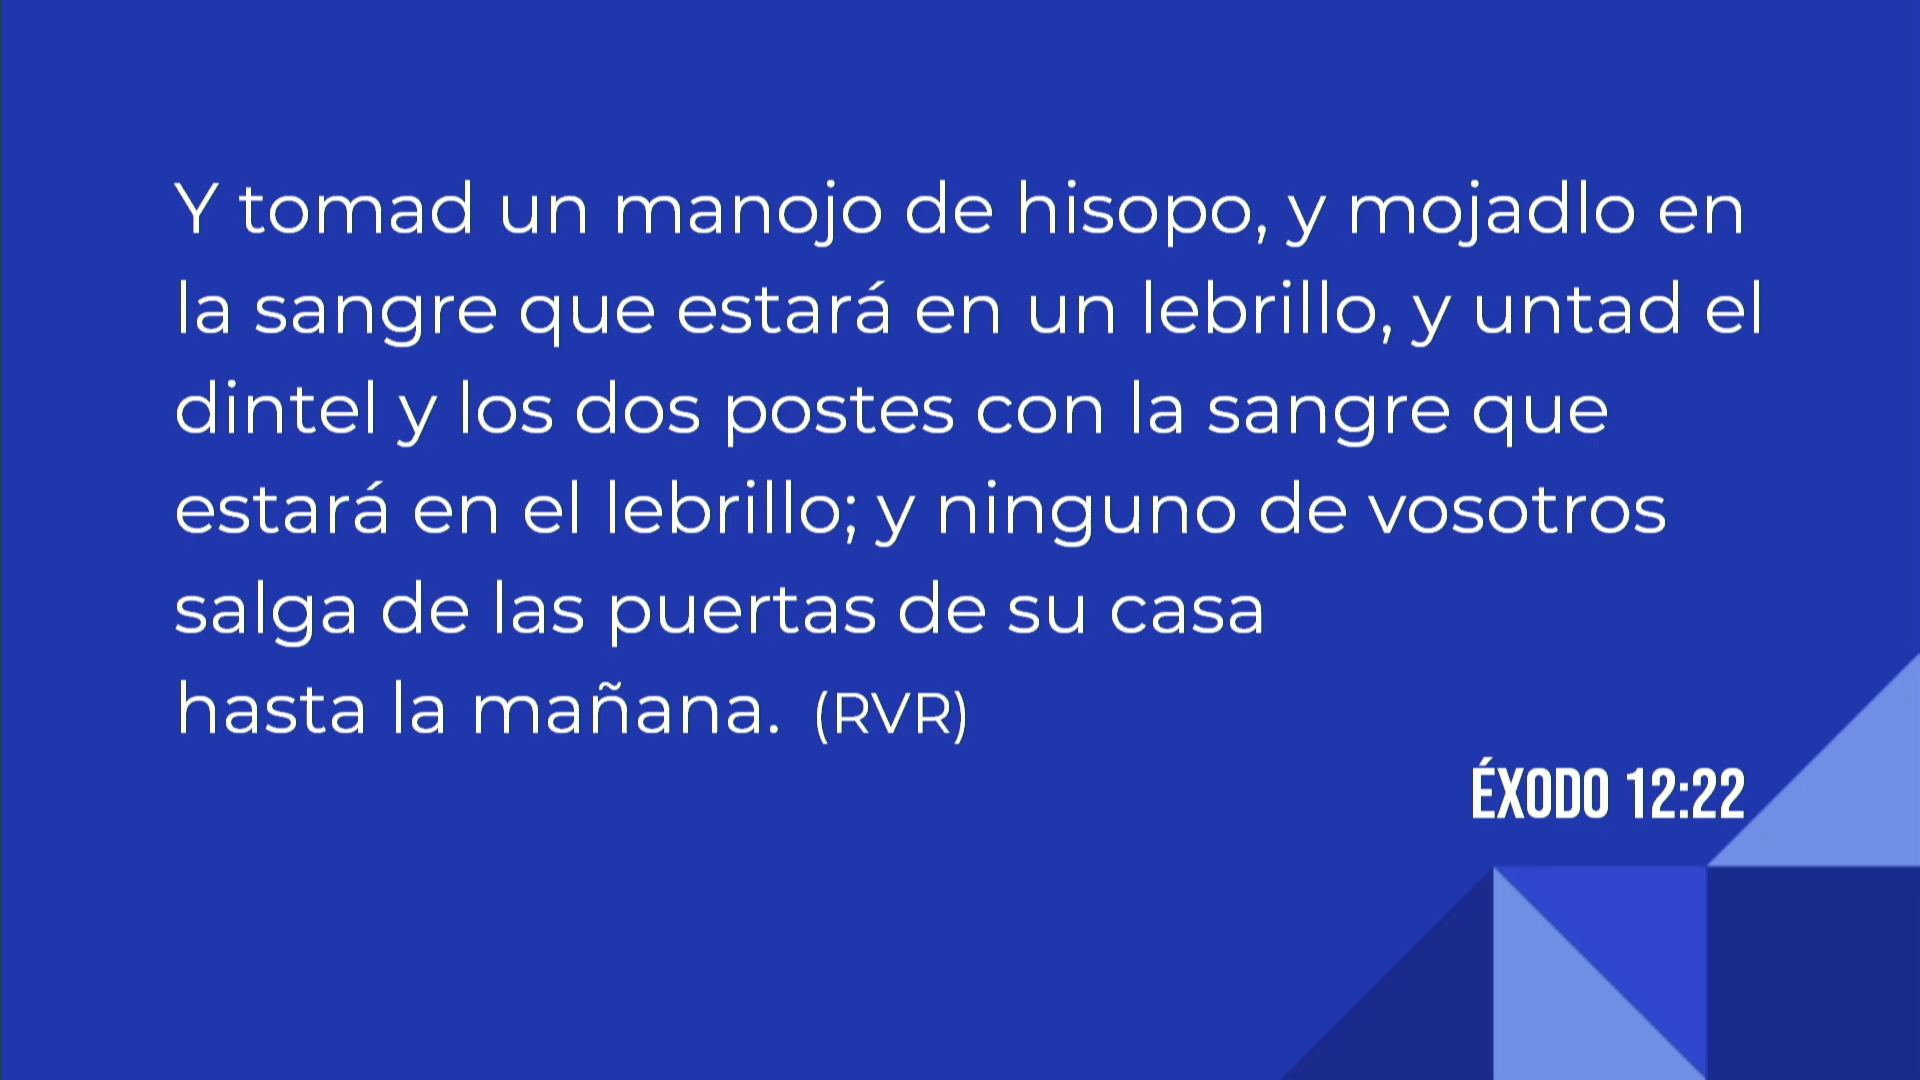 Y tomad un manojo de hisopo, y mojadlo en
la sangre que estará en un lebrillo, y untad el
dintel y los dos postes con la sangre que
estará en el lebrillo; y ninguno de vosotros
salga de las puertas de su casa
hasta la mañana. (RVR)
ÉXODO 12:22